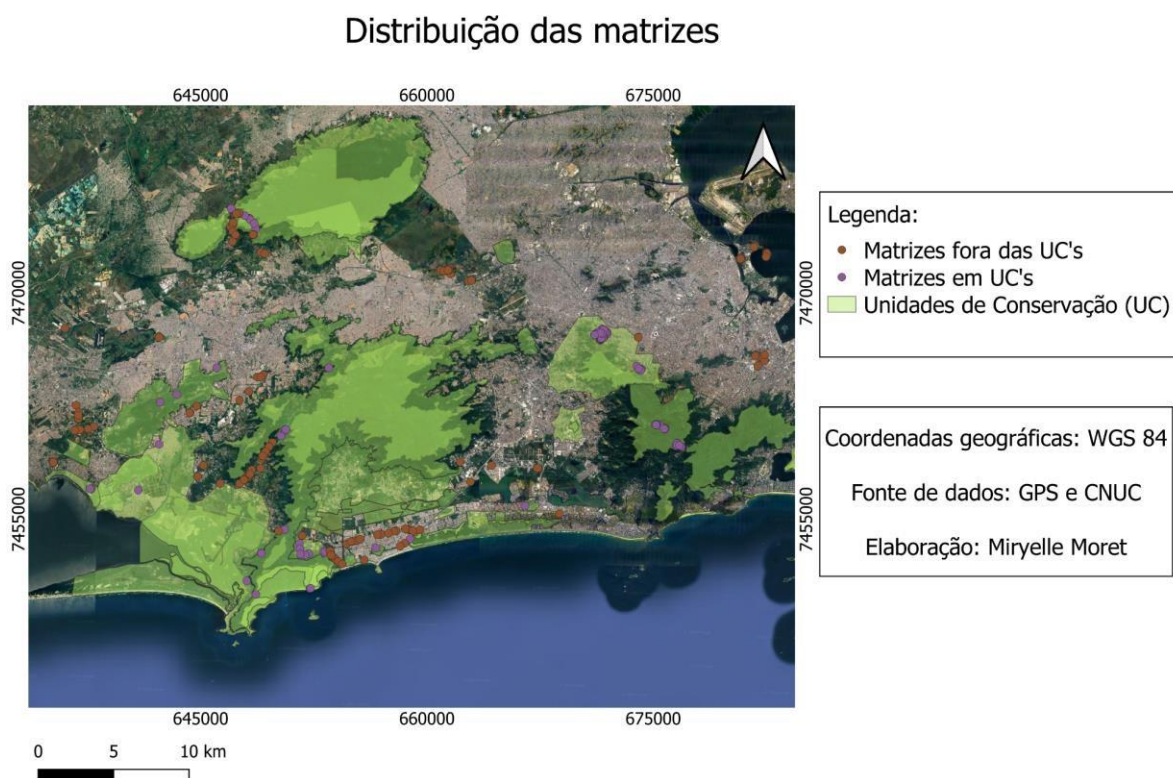 Distribuição das matrizes
645000 660000 675000
7470000 7470000
7455000 7455000
645000 660000 675000
0 5 10 km
Legenda:
Matrizes fora das UC's
Matrizes em UC's
Unidades de Conservação (UC)
Coordenadas geográficas: WGS 84
Fonte de dados: GPS e CNUC
Elaboração: Miryelle Moret